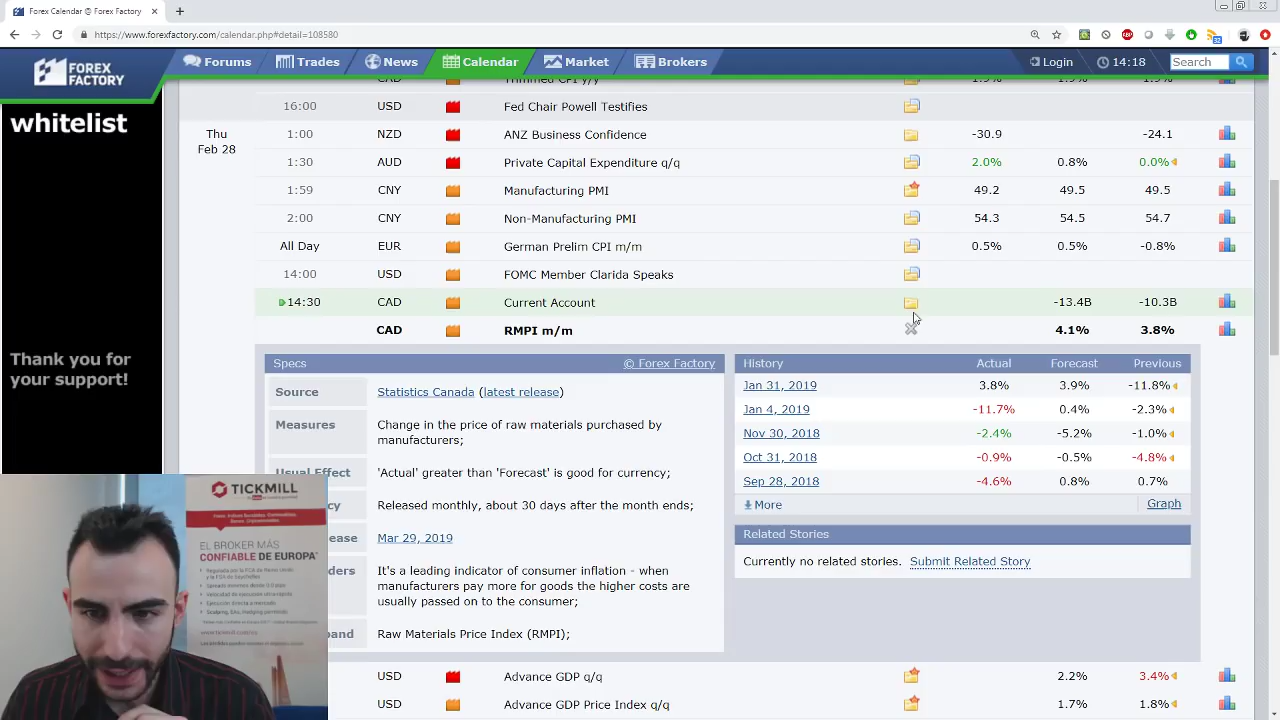 Forex Calendar @ Forex Factory
https://www.forexfactory.com/calendar.php#detail=108580
FOREX
FACTORY
Forums
Trades
News
Calendar
Market
Brokers
Login
14:18
Search
whitelist
Thank you for
your support!
16:00 USD Fed Chair Powell Testifies
Thu
Feb 28
1:00 NZD ANZ Business Confidence -30.9 -24.1
1:30 AUD Private Capital Expenditure q/q 2.0% 0.8% 0.0%
1:59 CNY Manufacturing PMI 49.2 49.5 49.5
2:00 CNY Non-Manufacturing PMI 54.3 54.5 54.7
All Day EUR German Prelim CPI m/m 0.5% 0.5% -0.8%
14:00 USD FOMC Member Clarida Speaks
14:30 CAD Current Account -13.4B -10.3B
CAD RMPI m/m 4.1% 3.8%
Specs © Forex Factory
Source Statistics Canada (latest release)
Measures Change in the price of raw materials purchased by
manufacturers;
Usual Effect 'Actual' greater than 'Forecast' is good for currency;
Released monthly, about 30 days after the month ends;
Mar 29, 2019
It's a leading indicator of consumer inflation - when
manufacturers pay more for goods the higher costs are
usually passed on to the consumer;
Materials Price Index (RMPI);
History Actual Forecast Previous
Jan 31, 2019 3.8% 3.9% -11.8%
Jan 4, 2019 -11.7% 0.4% -2.3%
Nov 30, 2018 -2.4% -5.2% -1.0%
Oct 31, 2018 -0.9% -0.5% -4.8%
Sep 28, 2018 -4.6% 0.8% 0.7%
More Graph
Related Stories
Currently no related stories. Submit Related Story
USD Advance GDP q/q 2.2% 3.4%
USD Advance GDP Price Index q/q 1.7% 1.8%
TICKMILL
EL BROKER MÁS
CONFIABLE DE EUROPA